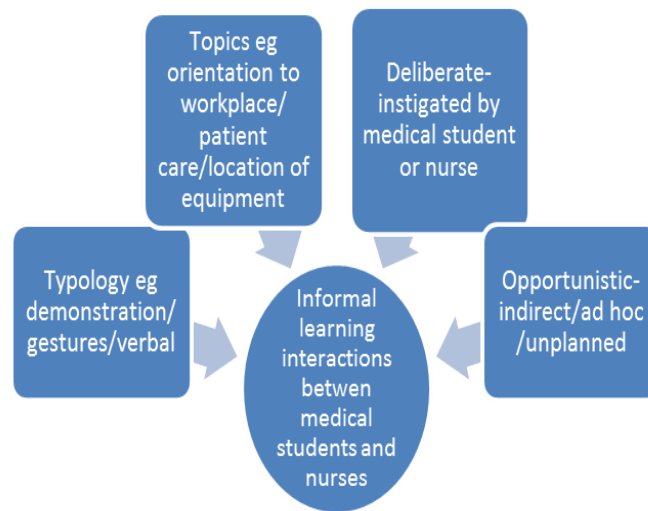 Topics eg
orientation to
workplace/
patient
care/location of
equipment
Deliberate-
instigated by
medical student
or nurse
Typology eg
demonstration/
gestures/verbal
Informal
learning
interactions
betwen
medical
students and
nurses
Opportunistic-
indirect/ad hoc
/unplanned